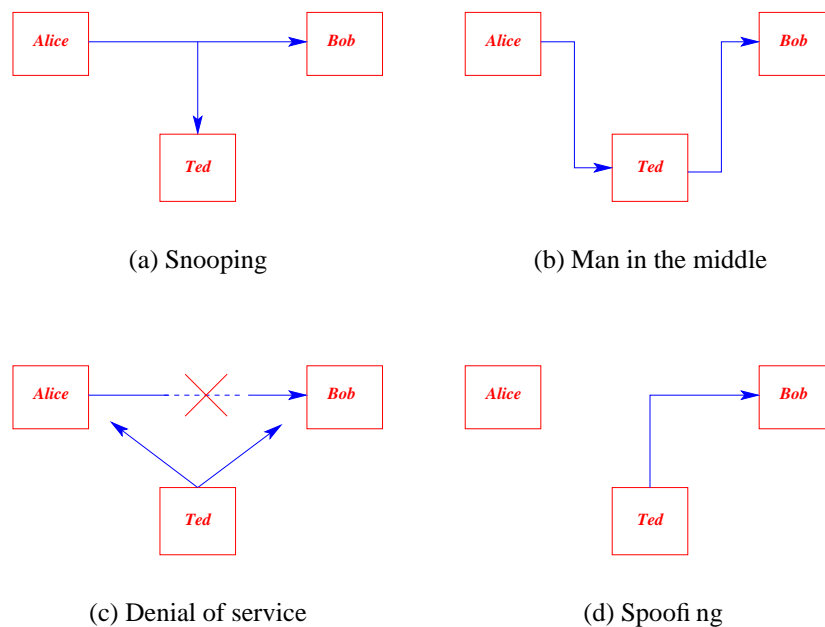 Alice
Bob
Ted
(a) Snooping
Alice
Bob
Ted
(b) Man in the middle
Alice
Bob
Ted
(c) Denial of service
Alice
Bob
Ted
(d) Spoofi ng